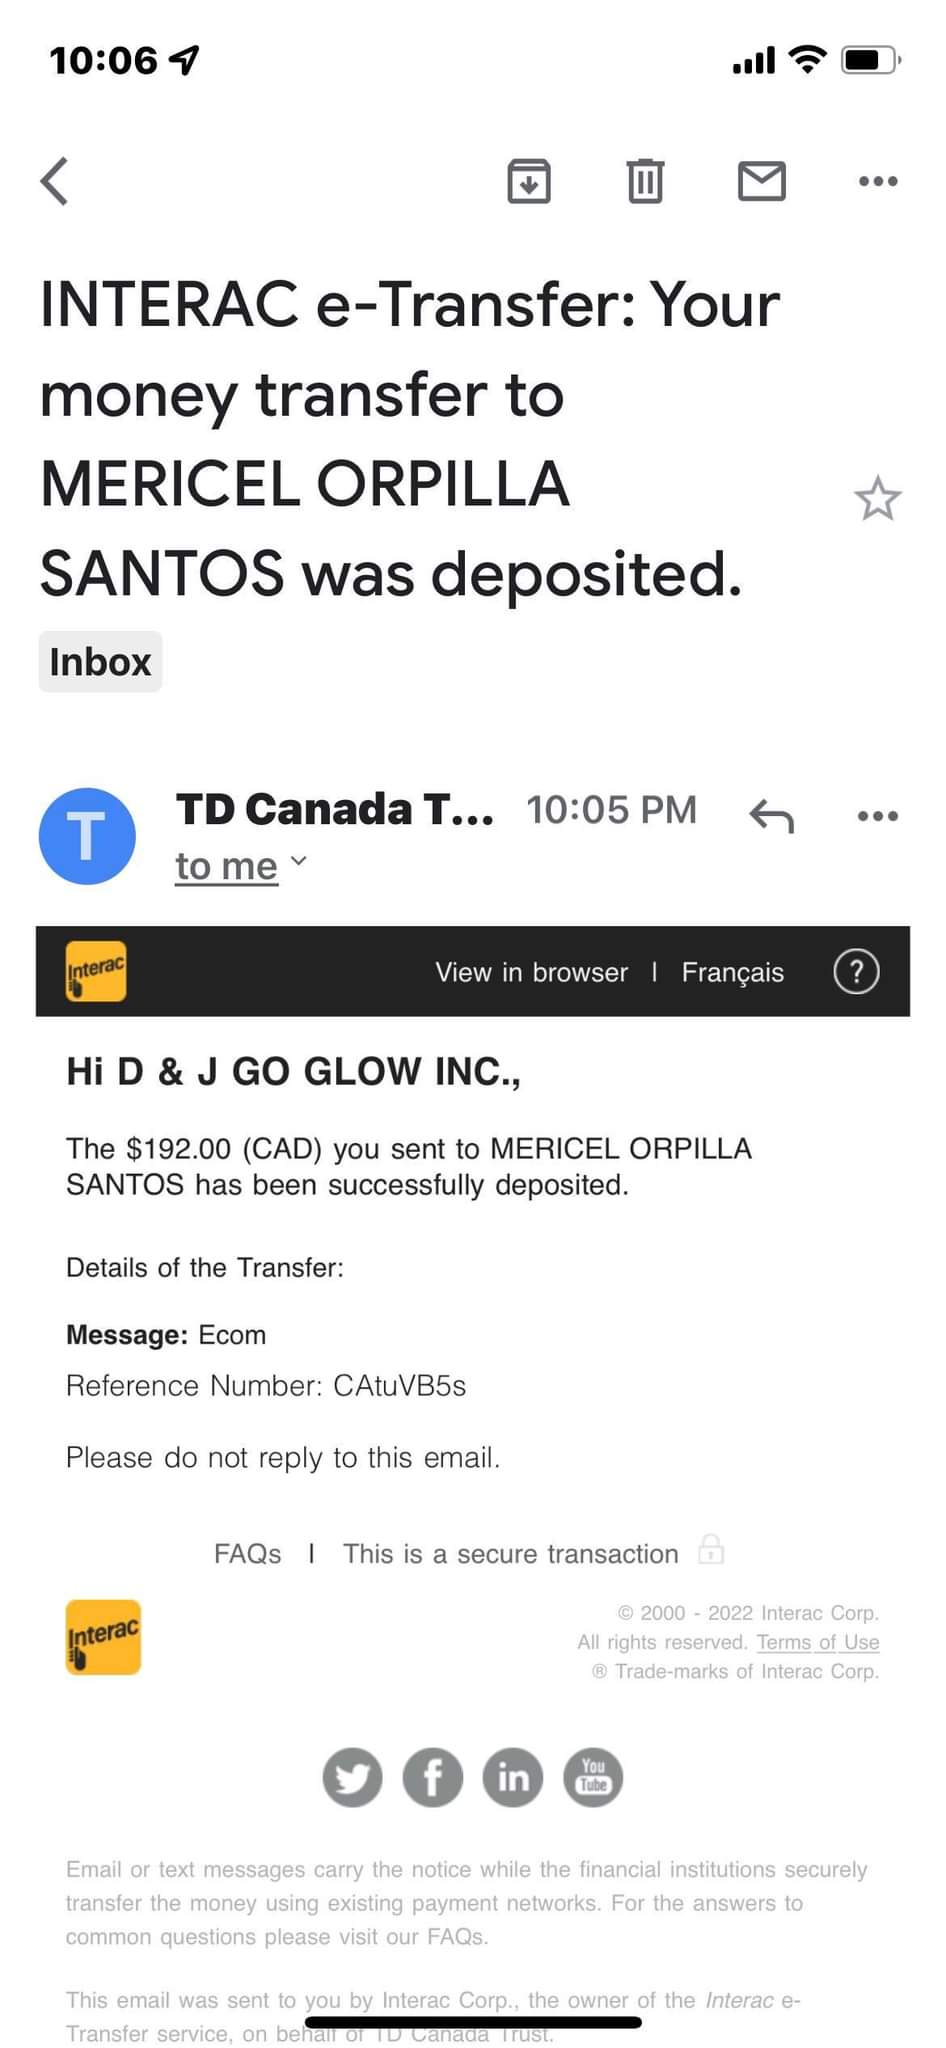 10:06
INTERAC e-Transfer: Your
money transfer to
MERICEL ORPILLA
SANTOS was deposited.
Inbox
T
TD Canada T... 10:05 PM
to me
Interac
View in browser | Français ?
Hi D & J GO GLOW INC.,
The $192.00 (CAD) you sent to MERICEL ORPILLA
SANTOS has been successfully deposited.
Details of the Transfer:
Message: Ecom
Reference Number: CAtuVB5s
Please do not reply to this email.
FAQs | This is a secure transaction
Interac
© 2000 - 2022 Interac Corp.
All rights reserved. Terms of Use
® Trade-marks of Interac Corp.
f in You Tube
Email or text messages carry the notice while the financial institutions securely
transfer the money using existing payment networks. For the answers to
common questions please visit our FAQs.
This email was sent to you by Interac Corp., the owner of the Interac e-
Transfer service, on behalf of TD Canada Trust.